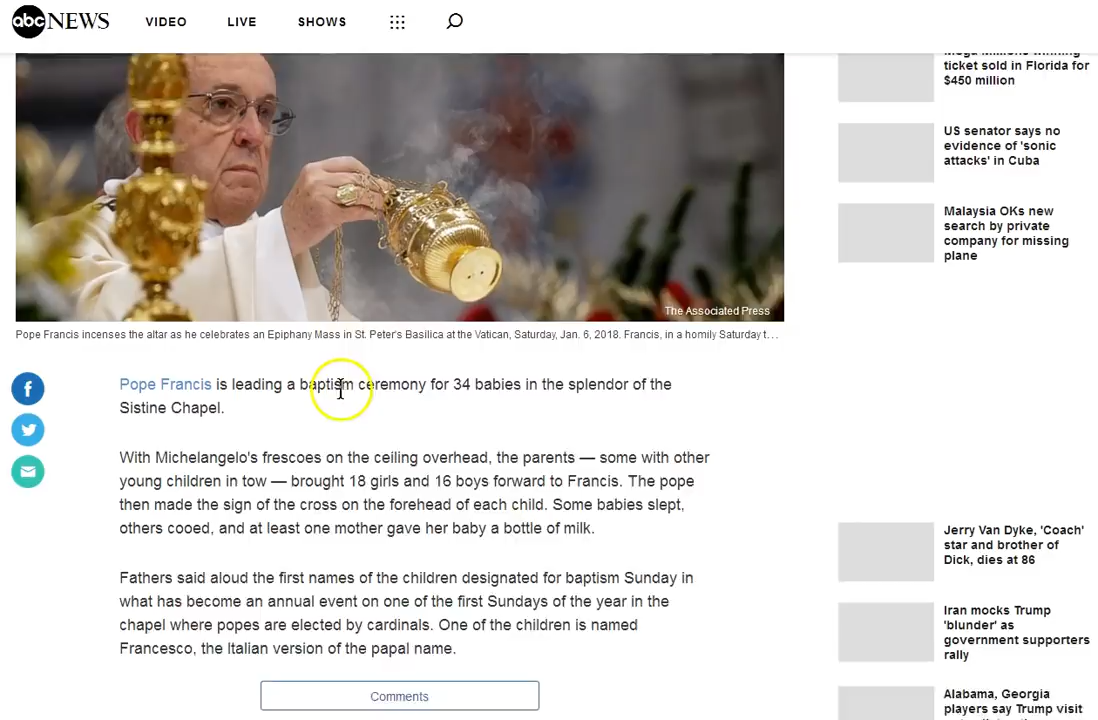 abc NEWS
VIDEO
LIVE
SHOWS
The Associated Press
Pope Francis incenses the altar as he celebrates an Epiphany Mass in St. Peter's Basilica at the Vatican, Saturday, Jan. 6, 2018. Francis, in a homily Saturday t...
Pope Francis is leading a baptism ceremony for 34 babies in the splendor of the
Sistine Chapel.
With Michelangelo's frescoes on the ceiling overhead, the parents — some with other
young children in tow — brought 18 girls and 16 boys forward to Francis. The pope
then made the sign of the cross on the forehead of each child. Some babies slept,
others cooed, and at least one mother gave her baby a bottle of milk.
Fathers said aloud the first names of the children designated for baptism Sunday in
what has become an annual event on one of the first Sundays of the year in the
chapel where popes are elected by cardinals. One of the children is named
Francesco, the Italian version of the papal name.
Comments
Mega Millions winning
ticket sold in Florida for
$450 million
US senator says no
evidence of 'sonic
attacks' in Cuba
Malaysia OKs new
search by private
company for missing
plane
Jerry Van Dyke, 'Coach'
star and brother of
Dick, dies at 86
Iran mocks Trump
'blunder' as
government supporters
rally
Alabama, Georgia
players say Trump visit